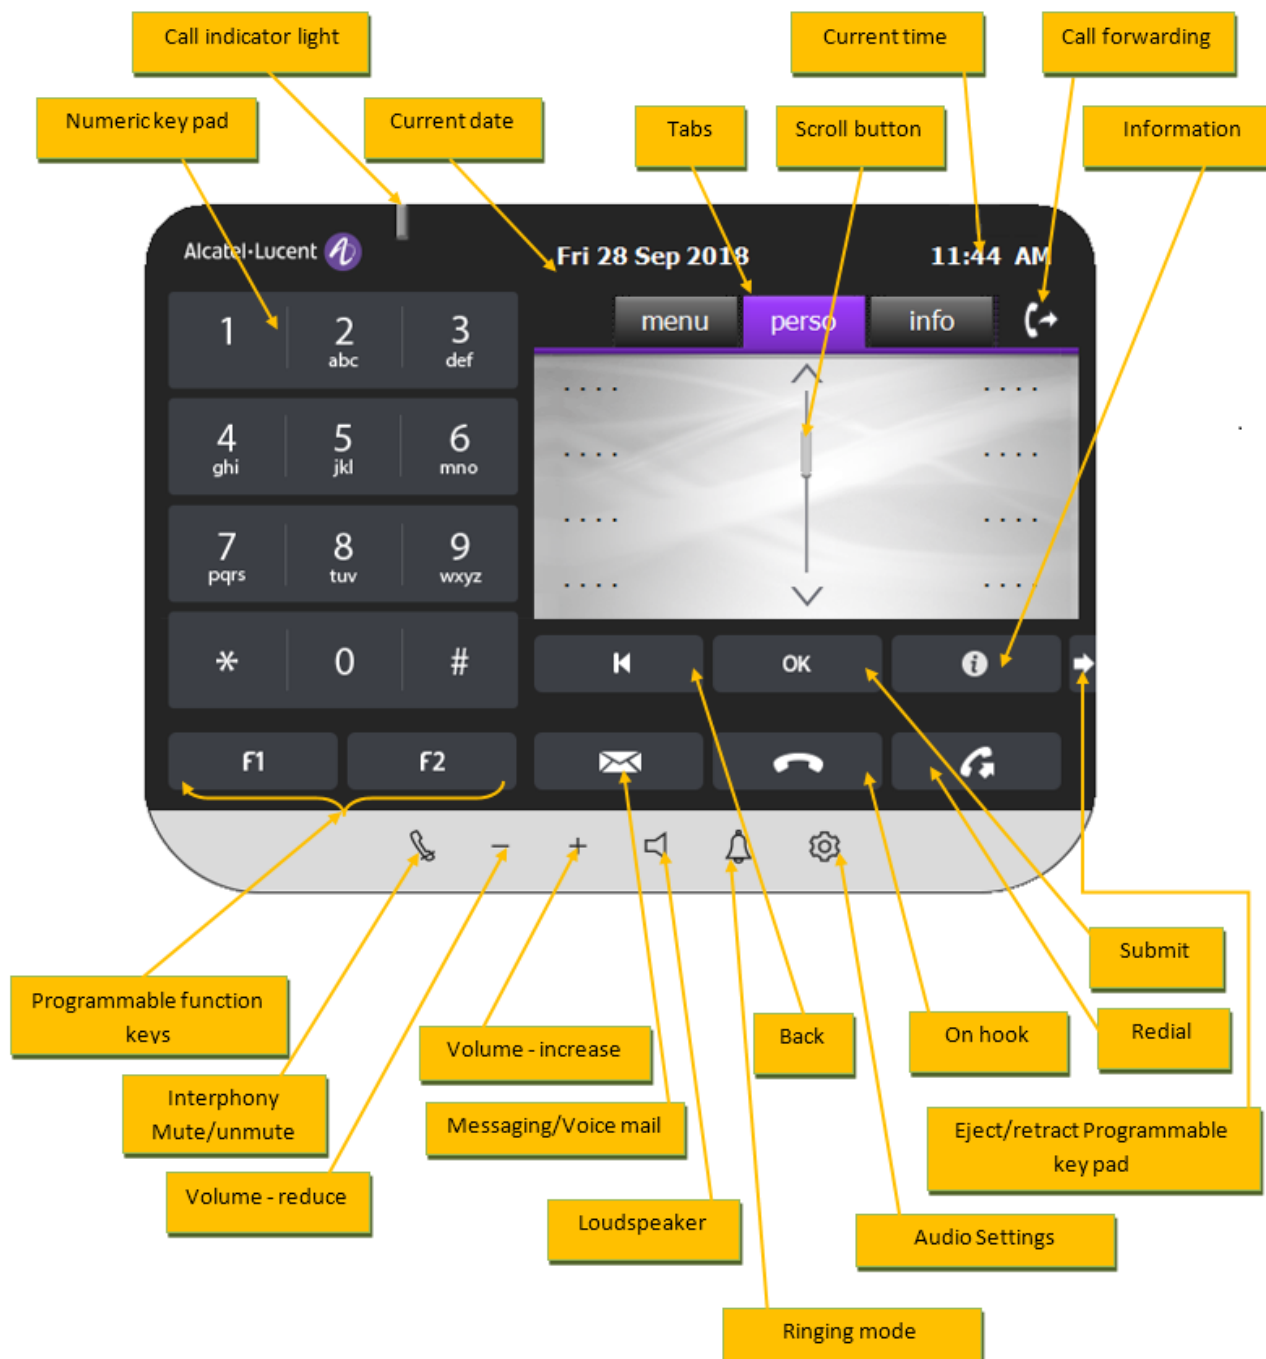 Call indicator light
Current time
Call forwarding
Numeric key pad
Current date
Tabs
Scroll button
Information
Alcatel·Lucent
Fri 28 Sep 2018
11:44 AM
menu
perso
info
1
2
abc
3
def
4
ghi
5
jkl
6
mno
7
pqrs
8
tuv
9
wxyz
*
0
#
. . . .
. . . .
. . . .
. . . .
. . . .
. . . .
. . . .
. . . .
OK
i
F1
F2
Submit
Programmable function
keys
Volume - increase
Back
On hook
Redial
Interphony
Mute/unmute
Messaging/Voice mail
Eject/retract Programmable
key pad
Volume - reduce
Loudspeaker
Audio Settings
Ringing mode